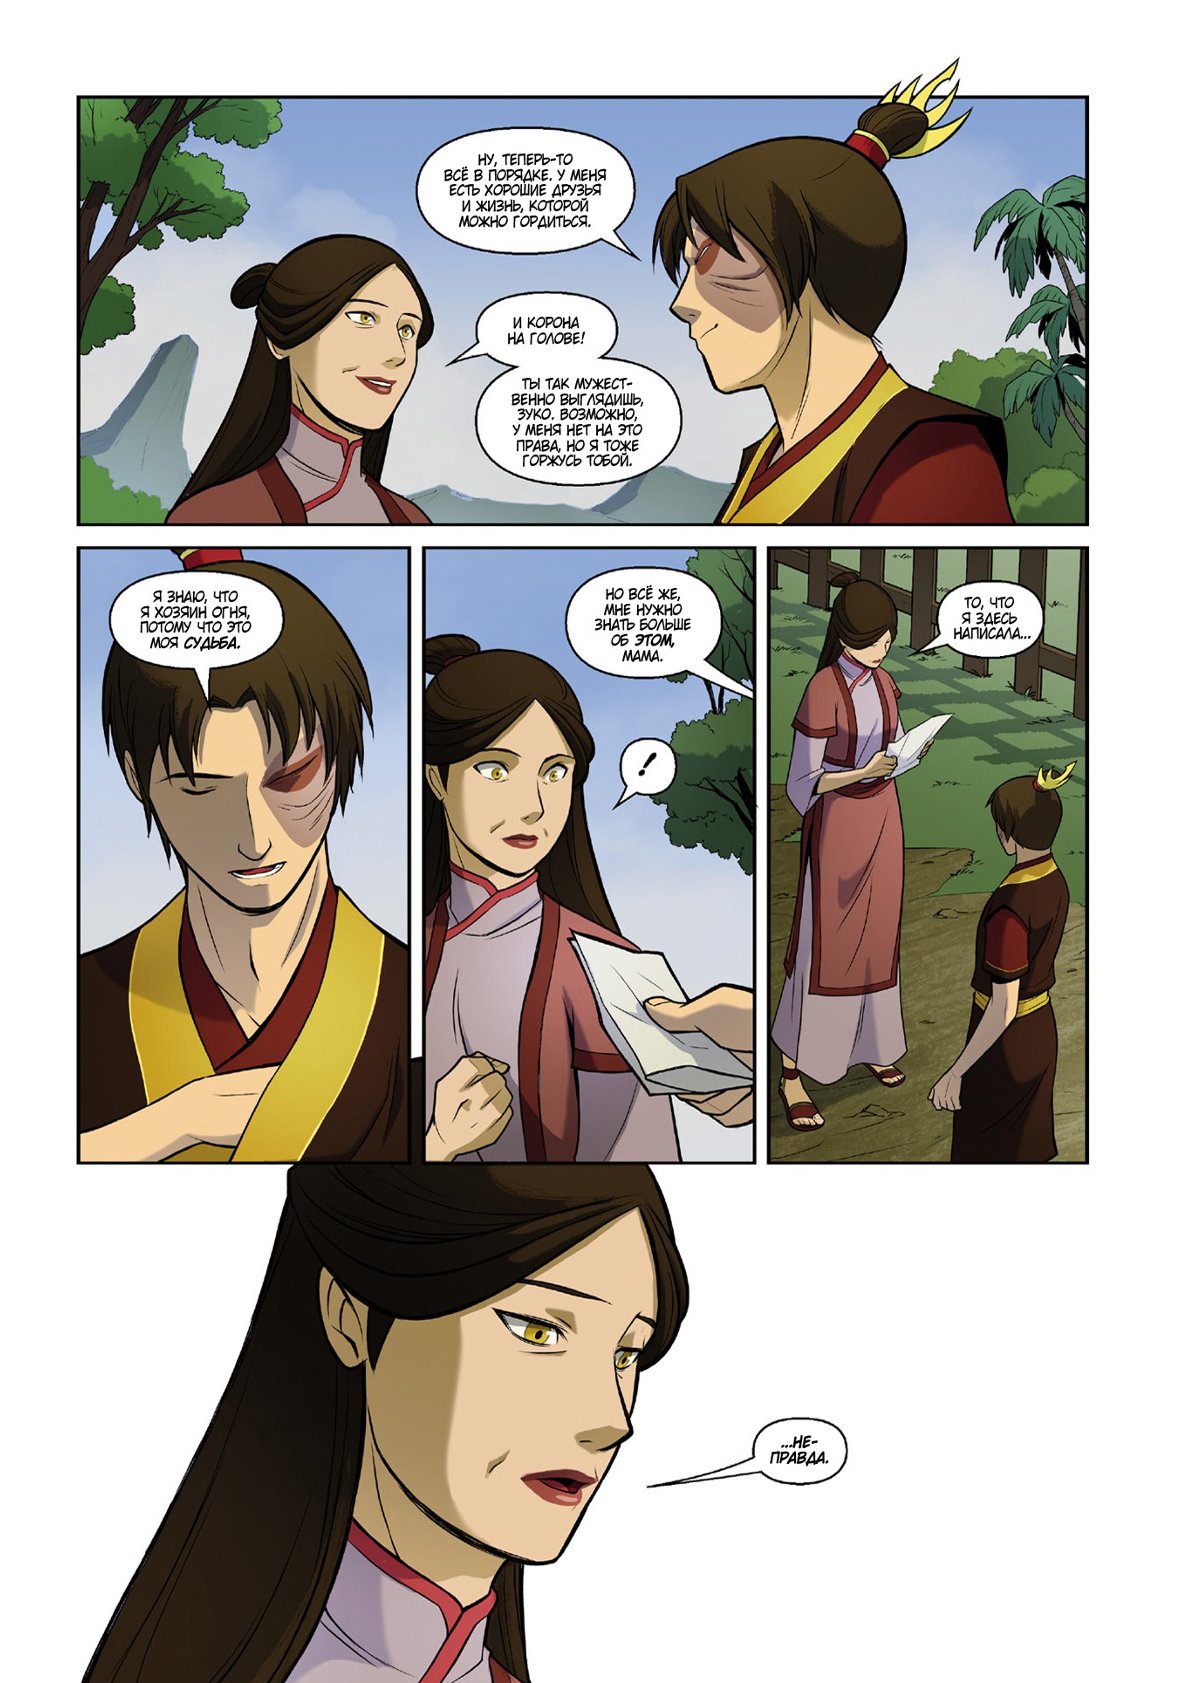 НУ, ТЕПЕРЬ-ТО
ВСЁ В ПОРЯДКЕ. У МЕНЯ
ЕСТЬ ХОРОШИЕ ДРУЗЬЯ
И ЖИЗНЬ, КОТОРОЙ
МОЖНО ГОРДИТЬСЯ.
И КОРОНА
НА ГОЛОВЕ!
ТЫ ТАК МУЖЕСТ-
ВЕННО ВЫГЛЯДИШЬ,
ЗУКО. ВОЗМОЖНО,
У МЕНЯ НЕТ НА ЭТО
ПРАВА, НО Я ТОЖЕ
ГОРЖУСЬ ТОБОЙ.
Я ЗНАЮ, ЧТО
Я ХОЗЯИН ОГНЯ,
ПОТОМУ ЧТО ЭТО
МОЯ СУДЬБА.
НО ВСЁ ЖЕ,
МНЕ НУЖНО
ЗНАТЬ БОЛЬШЕ
ОБ ЭТОМ,
МАМА.
!
ТО, ЧТО
Я ЗДЕСЬ
НАПИСАЛА...
...НЕ-
ПРАВДА.